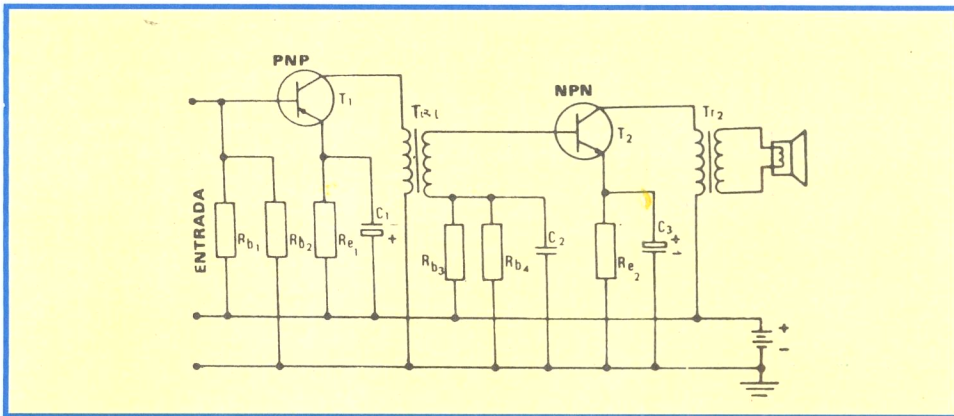 PNP
T1
NPN
T2
Tr2
ENTRADA
Rb1
Rb2
Re1
C1
+
Rb3
Rb4
C2
Re2
C3
+
-
+
-